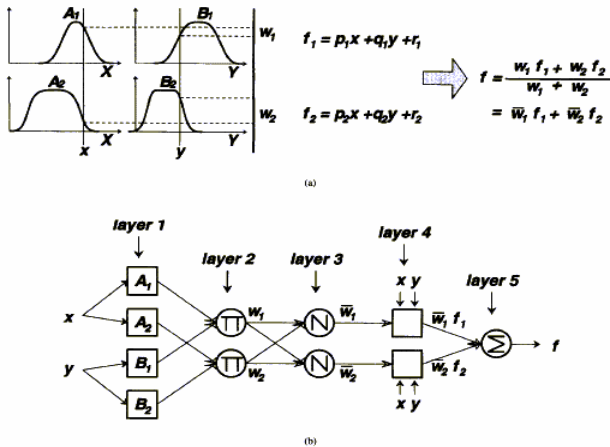 A₁ B₁
w₁
X Y
f₁ = p₁x + q₁y + r₁
A₂ B₂
w₂
X Y
x y
f₂ = p₂x + q₂y + r₂
f = w₁ f₁ + w₂ f₂ / w₁ + w₂
= w̅₁ f₁ + w̅₂ f₂
(a)
layer 1
layer 2
layer 3
layer 4
layer 5
x y
A₁
A₂
B₁
B₂
x
y
Π w₁ N w̅₁ w̅₁ f₁
Π w₂ N w̅₂ w̅₂ f₂
Σ f
x y
(b)